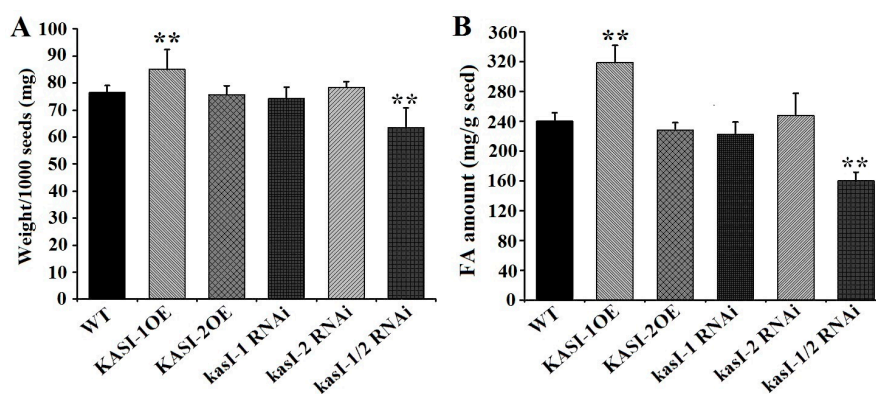 A
Weight/1000 seeds (mg)
100
90
80
70
60
50
40
30
20
10
0
**
**
WT
KASI-1OE
KASI-2OE
kasI-1 RNAi
kasI-2 RNAi
kasI-1/2 RNAi
B
FA amount (mg/g seed)
360
320
280
240
200
160
120
80
40
0
**
**
WT
KASI-1OE
KASI-2OE
kasI-1 RNAi
kasI-2 RNAi
kasI-1/2 RNAi